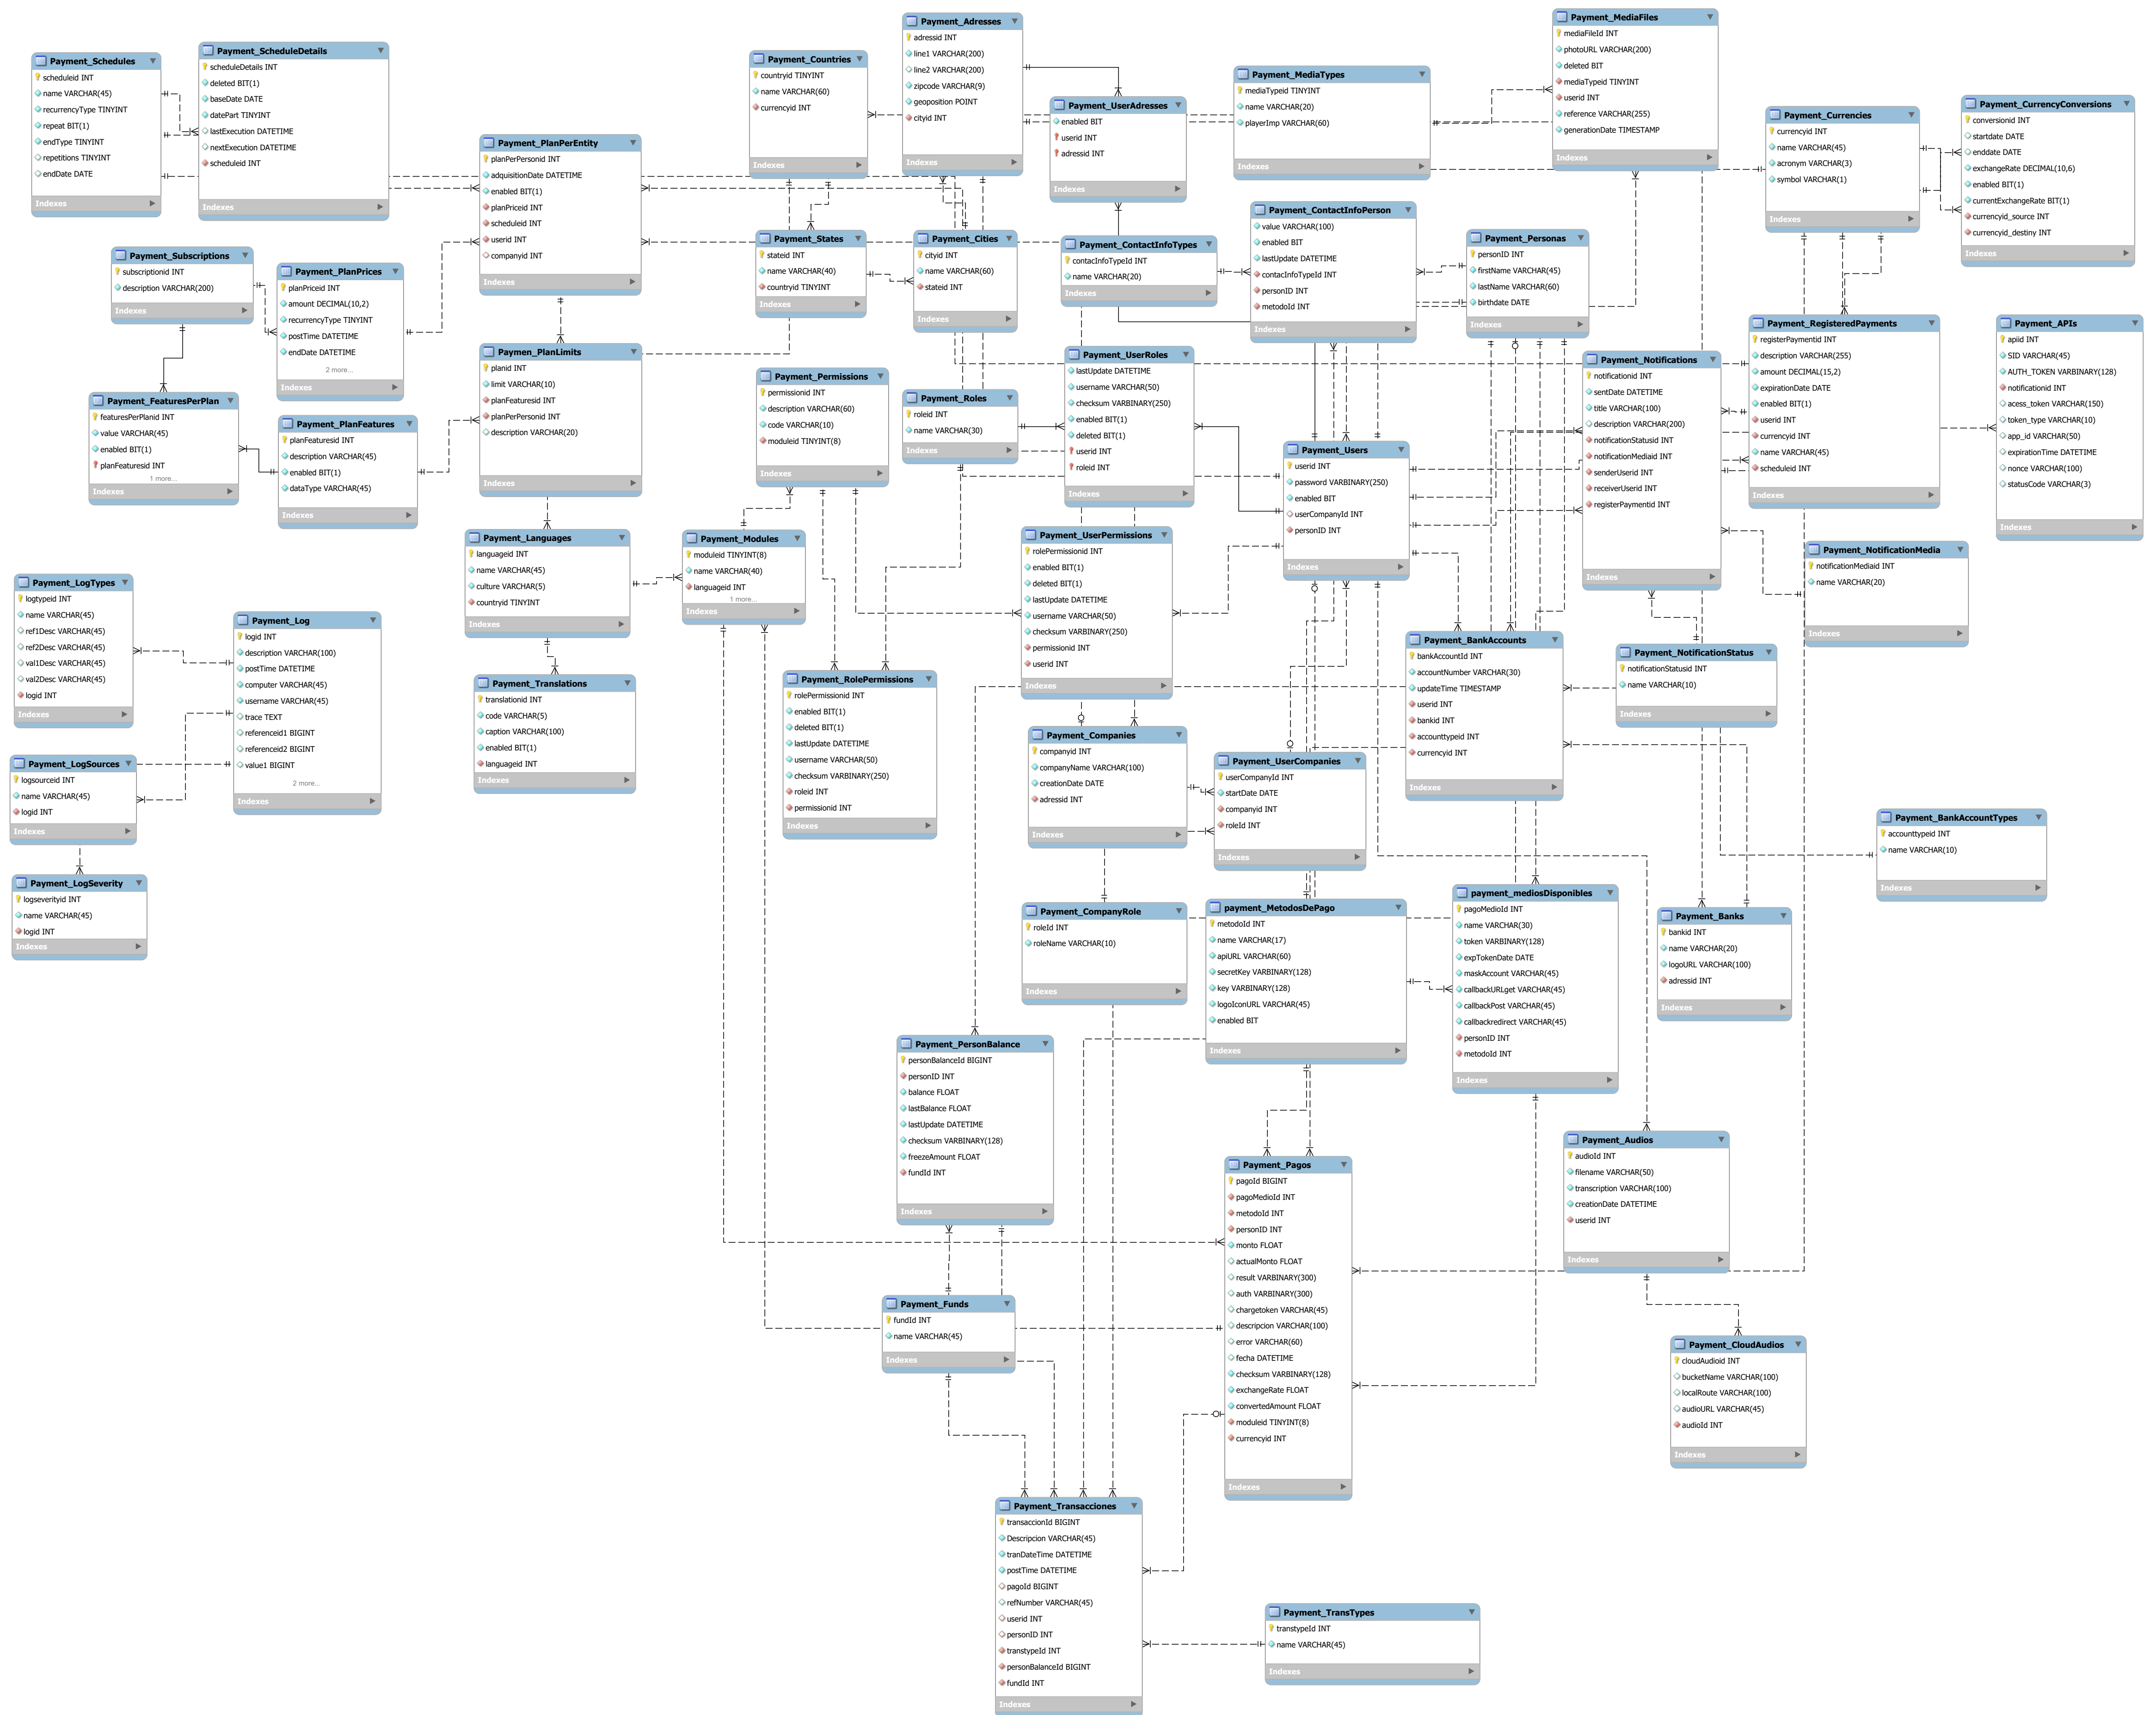 Payment_Schedules
scheduleid INT
name VARCHAR(45)
recurrencyType TINYINT
repeat BIT(1)
endType TINYINT
repetitions TINYINT
endDate DATE
Indexes
Payment_ScheduleDetails
scheduleDetails INT
deleted BIT(1)
baseDate DATE
datePart TINYINT
lastExecution DATETIME
nextExecution DATETIME
scheduleid INT
Indexes
Payment_PlanPerEntity
planPerPersonid INT
adquisitionDate DATETIME
enabled BIT(1)
planPriceid INT
scheduleid INT
userid INT
companyid INT
Indexes
Payment_Countries
countryid TINYINT
name VARCHAR(60)
currencyid INT
Indexes
Payment_Adresses
adressid INT
line1 VARCHAR(200)
line2 VARCHAR(200)
zipcode VARCHAR(9)
geoposition POINT
cityid INT
Indexes
Payment_UserAdresses
enabled BIT
userid INT
adressid INT
Indexes
Payment_MediaTypes
mediaTypeid TINYINT
name VARCHAR(20)
playerImp VARCHAR(60)
Indexes
Payment_MediaFiles
mediaFileId INT
photoURL VARCHAR(200)
deleted BIT
mediaTypeid TINYINT
userid INT
reference VARCHAR(255)
generationDate TIMESTAMP
Indexes
Payment_Currencies
currencyid INT
name VARCHAR(45)
acronym VARCHAR(3)
symbol VARCHAR(1)
Indexes
Payment_CurrencyConversions
conversionid INT
startdate DATE
enddate DATE
exchangeRate DECIMAL(10,6)
enabled BIT(1)
currentExchangeRate BIT(1)
currencyid_source INT
currencyid_destiny INT
Indexes
Payment_Subscriptions
subscriptionid INT
description VARCHAR(200)
Indexes
Payment_PlanPrices
planPriceid INT
amount DECIMAL(10,2)
recurrencyType TINYINT
postTime DATETIME
endDate DATETIME
2 more...
Indexes
Payment_States
stateid INT
name VARCHAR(40)
countryid TINYINT
Indexes
Payment_Cities
cityid INT
name VARCHAR(60)
stateid INT
Indexes
Payment_ContactInfoTypes
contacInfoTypeId INT
name VARCHAR(20)
Indexes
Payment_ContactInfoPerson
value VARCHAR(100)
enabled BIT
lastUpdate DATETIME
contacInfoTypeId INT
personID INT
metodoId INT
Indexes
Payment_Personas
personID INT
firstName VARCHAR(45)
lastName VARCHAR(60)
birthdate DATE
Indexes
Payment_FeaturesPerPlan
featuresPerPlanid INT
value VARCHAR(45)
enabled BIT(1)
planFeaturesid INT
1 more...
Indexes
Payment_PlanFeatures
planFeaturesid INT
description VARCHAR(45)
enabled BIT(1)
dataType VARCHAR(45)
Indexes
Paymen_PlanLimits
planid INT
limit VARCHAR(10)
planFeaturesid INT
planPerPersonid INT
description VARCHAR(20)
Indexes
Payment_Permissions
permissionid INT
description VARCHAR(60)
code VARCHAR(10)
moduleid TINYINT(8)
Indexes
Payment_Roles
roleid INT
name VARCHAR(30)
Indexes
Payment_UserRoles
lastUpdate DATETIME
username VARCHAR(50)
checksum VARBINARY(250)
enabled BIT(1)
deleted BIT(1)
userid INT
roleid INT
Indexes
Payment_Users
userid INT
password VARBINARY(250)
enabled BIT
userCompanyId INT
personID INT
Indexes
Payment_Notifications
notificationid INT
sentDate DATETIME
title VARCHAR(100)
description VARCHAR(200)
notificationStatusid INT
notificationMediaid INT
senderUserid INT
receiverUserid INT
registerPaymentid INT
Indexes
Payment_RegisteredPayments
registerPaymentid INT
description VARCHAR(255)
amount DECIMAL(15,2)
expirationDate DATE
enabled BIT(1)
userid INT
currencyid INT
name VARCHAR(45)
scheduleid INT
Indexes
Payment_APIs
apiid INT
SID VARCHAR(45)
AUTH_TOKEN VARBINARY(128)
notificationid INT
acess_token VARCHAR(150)
token_type VARCHAR(10)
app_id VARCHAR(50)
expirationTime DATETIME
nonce VARCHAR(100)
statusCode VARCHAR(3)
Indexes
Payment_Languages
languageid INT
name VARCHAR(45)
culture VARCHAR(5)
countryid TINYINT
Indexes
Payment_Modules
moduleid TINYINT(8)
name VARCHAR(40)
languageid INT
1 more...
Indexes
Payment_UserPermissions
rolePermissionid INT
enabled BIT(1)
deleted BIT(1)
lastUpdate DATETIME
username VARCHAR(50)
checksum VARBINARY(250)
permissionid INT
userid INT
Indexes
Payment_NotificationMedia
notificationMediaid INT
name VARCHAR(20)
Indexes
Payment_LogTypes
logtypeid INT
name VARCHAR(45)
ref1Desc VARCHAR(45)
ref2Desc VARCHAR(45)
val1Desc VARCHAR(45)
val2Desc VARCHAR(45)
logid INT
Indexes
Payment_Log
logid INT
description VARCHAR(100)
postTime DATETIME
computer VARCHAR(45)
username VARCHAR(45)
trace TEXT
referenceid1 BIGINT
referenceid2 BIGINT
value1 BIGINT
2 more...
Indexes
Payment_Translations
translationid INT
code VARCHAR(5)
caption VARCHAR(100)
enabled BIT(1)
languageid INT
Indexes
Payment_RolePermissions
rolePermissionid INT
enabled BIT(1)
deleted BIT(1)
lastUpdate DATETIME
username VARCHAR(50)
checksum VARBINARY(250)
roleid INT
permissionid INT
Indexes
Payment_BankAccounts
bankAccountId INT
accountNumber VARCHAR(30)
updateTime TIMESTAMP
userid INT
bankid INT
accounttypeid INT
currencyid INT
Indexes
Payment_NotificationStatus
notificationStatusid INT
name VARCHAR(10)
Indexes
Payment_LogSources
logsourceid INT
name VARCHAR(45)
logid INT
Indexes
Payment_Companies
companyid INT
companyName VARCHAR(100)
creationDate DATE
adressid INT
Indexes
Payment_UserCompanies
userCompanyId INT
startDate DATE
companyid INT
roleId INT
Indexes
Payment_BankAccountTypes
accounttypeid INT
name VARCHAR(10)
Indexes
Payment_LogSeverity
logseverityid INT
name VARCHAR(45)
logid INT
Indexes
Payment_CompanyRole
roleId INT
roleName VARCHAR(10)
Indexes
payment_MetodosDePago
metodoId INT
name VARCHAR(17)
apiURL VARCHAR(60)
secretKey VARBINARY(128)
key VARBINARY(128)
logoIconURL VARCHAR(45)
enabled BIT
Indexes
payment_mediosDisponibles
pagoMedioId INT
name VARCHAR(30)
token VARBINARY(128)
expTokenDate DATE
maskAccount VARCHAR(45)
callbackURLget VARCHAR(45)
callbackPost VARCHAR(45)
callbackredirect VARCHAR(45)
personID INT
metodoId INT
Indexes
Payment_Banks
bankid INT
name VARCHAR(20)
logoURL VARCHAR(100)
adressid INT
Indexes
Payment_PersonBalance
personBalanceId BIGINT
personID INT
balance FLOAT
lastBalance FLOAT
lastUpdate DATETIME
checksum VARBINARY(128)
freezeAmount FLOAT
fundId INT
Indexes
Payment_Pagos
pagoId BIGINT
pagoMedioId INT
metodoId INT
personID INT
monto FLOAT
actualMonto FLOAT
result VARBINARY(300)
auth VARBINARY(300)
chargetoken VARCHAR(45)
descripcion VARCHAR(100)
error VARCHAR(60)
fecha DATETIME
checksum VARBINARY(128)
exchangeRate FLOAT
convertedAmount FLOAT
moduleid TINYINT(8)
currencyid INT
Indexes
Payment_Audios
audioId INT
filename VARCHAR(50)
transcription VARCHAR(100)
creationDate DATETIME
userid INT
Indexes
Payment_Funds
fundId INT
name VARCHAR(45)
Indexes
Payment_CloudAudios
cloudAudioid INT
bucketName VARCHAR(100)
localRoute VARCHAR(100)
audioURL VARCHAR(45)
audioId INT
Indexes
Payment_Transacciones
transaccionId BIGINT
Descripcion VARCHAR(45)
tranDateTime DATETIME
postTime DATETIME
pagoId BIGINT
refNumber VARCHAR(45)
userid INT
personID INT
transtypeId INT
personBalanceId BIGINT
fundId INT
Indexes
Payment_TransTypes
transtypeId INT
name VARCHAR(45)
Indexes